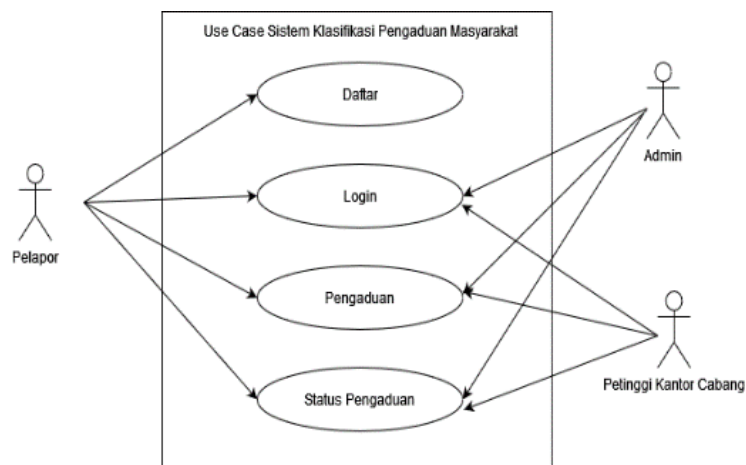 Use Case Sistem Klasifikasi Pengaduan Masyarakat
Daftar
Admin
Login
Pelapor
Pengaduan
Petinggi Kantor Cabang
Status Pengaduan